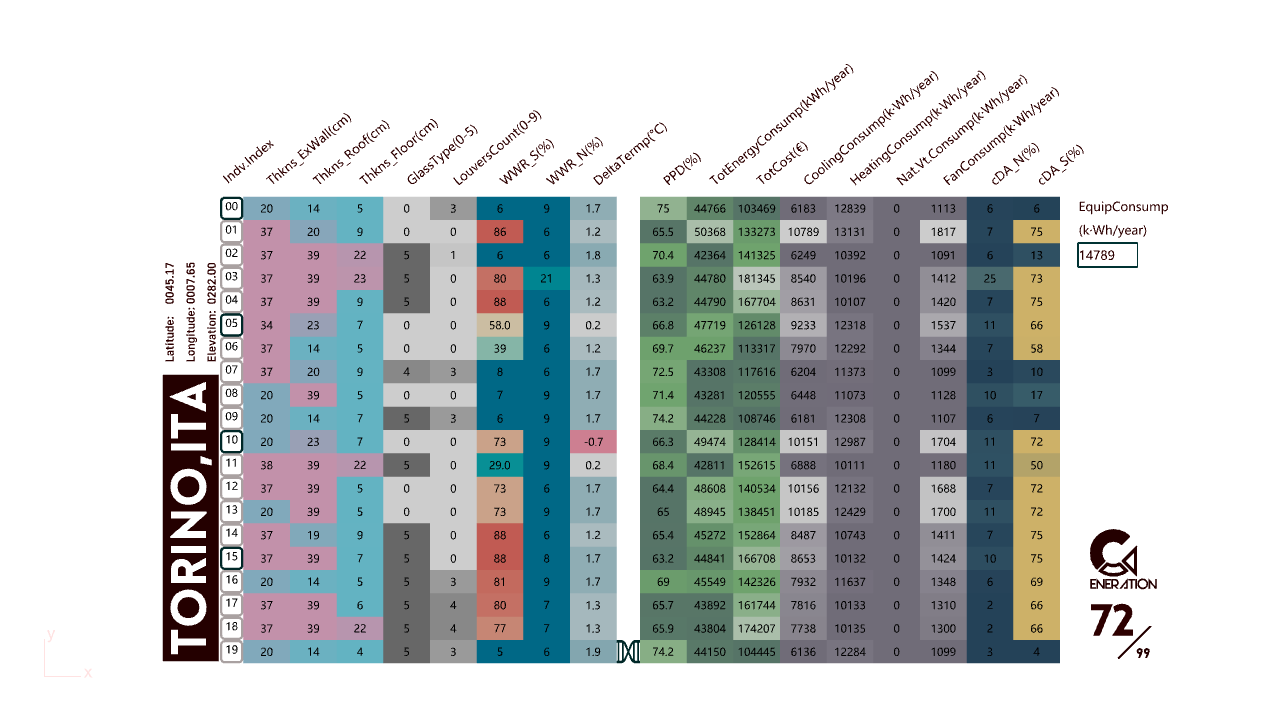 Indv.Index Thkns_ExWall(cm) Thkns_Roof(cm) Thkns_Floor(cm) GlassType(0-5) LouversCount(0-9) WWR_S(%) WWR_N(%) DeltaTermp(°C) PPD(%) TotEnergyConsump(kWh/year) TotCost(€) CoolingConsump(k·Wh/year) HeatingConsump(k·Wh/year) Nat.Vt.Consump(k·Wh/year) FanConsump(k·Wh/year) cDA_N(%) cDA_S(%)
00 20 14 5 0 3 6 9 1.7 75 44766 103469 6183 12839 0 1113 6 6
01 37 20 9 0 0 86 9 1.2 65.5 50368 133273 10789 13131 0 1817 7 75
02 37 39 22 5 1 6 6 1.8 70.4 42364 141325 6249 10392 0 1091 6 13
03 37 39 23 5 0 80 21 1.3 63.9 44780 181345 8540 10196 0 1412 25 73
04 37 39 9 5 0 88 6 1.2 63.2 44790 167704 8631 10107 0 1420 7 75
05 34 23 7 0 0 58.0 9 0.2 66.8 47719 126128 9233 12318 0 1537 11 66
06 37 14 5 0 0 39 6 1.2 69.7 46237 113317 7970 12292 0 1344 7 58
07 37 20 9 4 3 8 6 1.7 72.5 43308 117616 6204 11373 0 1099 3 10
08 20 39 5 0 0 7 9 1.7 71.4 43281 120555 6448 11073 0 1128 10 17
09 20 14 7 5 3 6 9 1.7 74.2 44228 108746 6181 12308 0 1107 6 7
10 20 23 7 0 0 73 9 -0.7 66.3 49474 128414 10151 12987 0 1704 11 72
11 38 39 22 5 0 29.0 9 0.2 68.4 42811 152615 6888 10111 0 1180 11 50
12 37 39 5 0 0 73 6 1.7 64.4 48608 140534 10156 12132 0 1688 7 72
13 20 39 5 0 0 73 9 1.7 65 48945 138451 10185 12429 0 1700 11 72
14 37 19 9 5 0 88 6 1.2 65.4 45272 152864 8487 10743 0 1411 7 75
15 37 39 7 5 0 88 8 1.7 63.2 44841 166708 8653 10132 0 1424 10 75
16 20 14 5 5 3 81 9 1.7 69 45549 142326 7932 11637 0 1348 6 69
17 37 39 6 5 4 80 7 1.3 65.7 43892 161744 7816 10133 0 1310 2 66
18 37 39 22 5 4 77 7 1.3 65.9 43804 174207 7738 10135 0 1300 2 66
19 20 14 4 5 3 5 6 1.9 74.2 44150 104445 6136 12284 0 1099 3 4
Latitude: 0045.17
Longitude: 0007.65
Elevation: 0282.00
TORINO,ITA
EquipConsump
(k·Wh/year)
14789
ENERATION
72/99
y
x